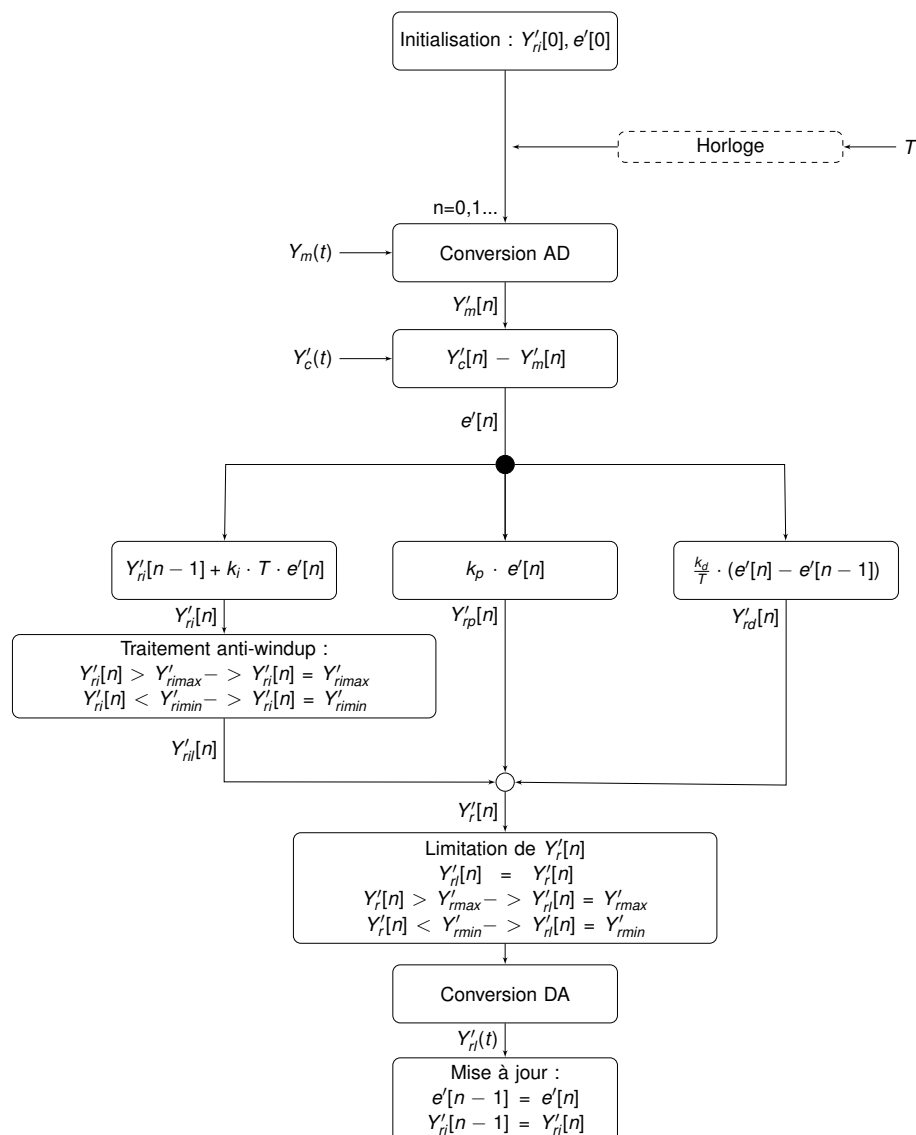 Initialisation : Y′ri[0], e′[0]
Horloge
T
n=0,1...
Ym(t)
Conversion AD
Y′m[n]
Y′c(t)
Y′c[n] − Y′m[n]
e′[n]
Y′ri[n − 1] + ki · T · e′[n]
kp · e′[n]
kd/T · (e′[n] − e′[n − 1])
Y′ri[n]
Y′rp[n]
Y′rd[n]
Traitement anti-windup :
Y′ri[n] > Y′rimax− > Y′ri[n] = Y′rimax
Y′ri[n] < Y′rimin− > Y′ri[n] = Y′rimin
Y′ril[n]
Y′r[n]
Limitation de Y′r[n]
Y′rl[n] = Y′r[n]
Y′r[n] > Y′rmax− > Y′rl[n] = Y′rmax
Y′r[n] < Y′rmin− > Y′rl[n] = Y′rmin
Conversion DA
Y′rl(t)
Mise à jour :
e′[n − 1] = e′[n]
Y′ri[n − 1] = Y′ri[n]